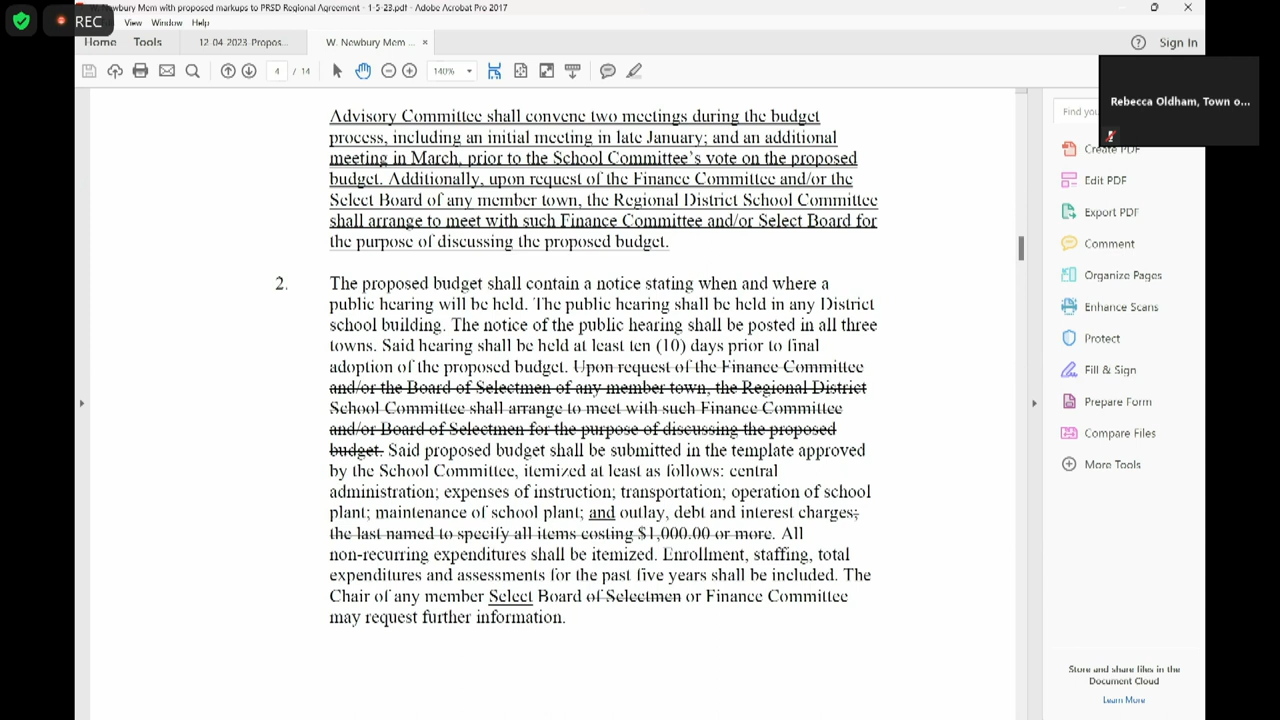 REC
W. Newbury Mem with proposed markups to PRSD Regional Agreement - 1-5-23.pdf - Adobe Acrobat Pro 2017
View Window Help
Home Tools 12-04-2023 Propos... W. Newbury Mem ... × Sign In
4 / 14 140%
Rebecca Oldham, Town o...
Find you
Create PDF
Edit PDF
Export PDF
Comment
Organize Pages
Enhance Scans
Protect
Fill & Sign
Prepare Form
Compare Files
More Tools
Store and share files in the
Document Cloud
Learn More
Advisory Committee shall convene two meetings during the budget
process, including an initial meeting in late January; and an additional
meeting in March, prior to the School Committee's vote on the proposed
budget. Additionally, upon request of the Finance Committee and/or the
Select Board of any member town, the Regional District School Committee
shall arrange to meet with such Finance Committee and/or Select Board for
the purpose of discussing the proposed budget.
2. The proposed budget shall contain a notice stating when and where a
public hearing will be held. The public hearing shall be held in any District
school building. The notice of the public hearing shall be posted in all three
towns. Said hearing shall be held at least ten (10) days prior to final
adoption of the proposed budget. Upon request of the Finance Committee
and/or the Board of Selectmen of any member town, the Regional District
School Committee shall arrange to meet with such Finance Committee
and/or Board of Selectmen for the purpose of discussing the proposed
budget. Said proposed budget shall be submitted in the template approved
by the School Committee, itemized at least as follows: central
administration; expenses of instruction; transportation; operation of school
plant; maintenance of school plant; and outlay, debt and interest charges;
the last named to specify all items costing $1,000.00 or more. All
non-recurring expenditures shall be itemized. Enrollment, staffing, total
expenditures and assessments for the past five years shall be included. The
Chair of any member Select Board of Selectmen or Finance Committee
may request further information.